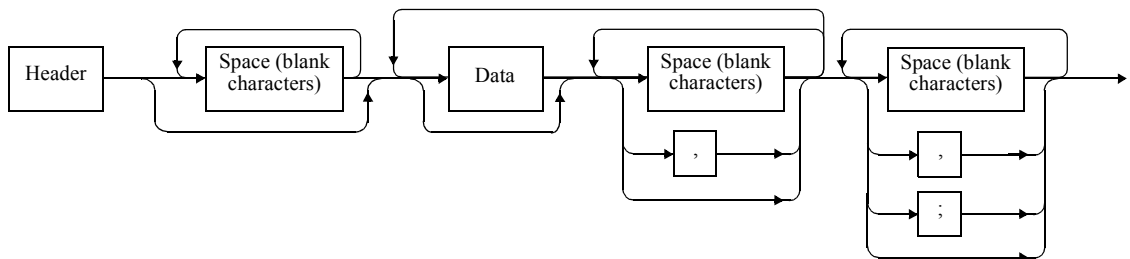 Header
Space (blank
characters)
Data
Space (blank
characters)
Space (blank
characters)
,
,
;